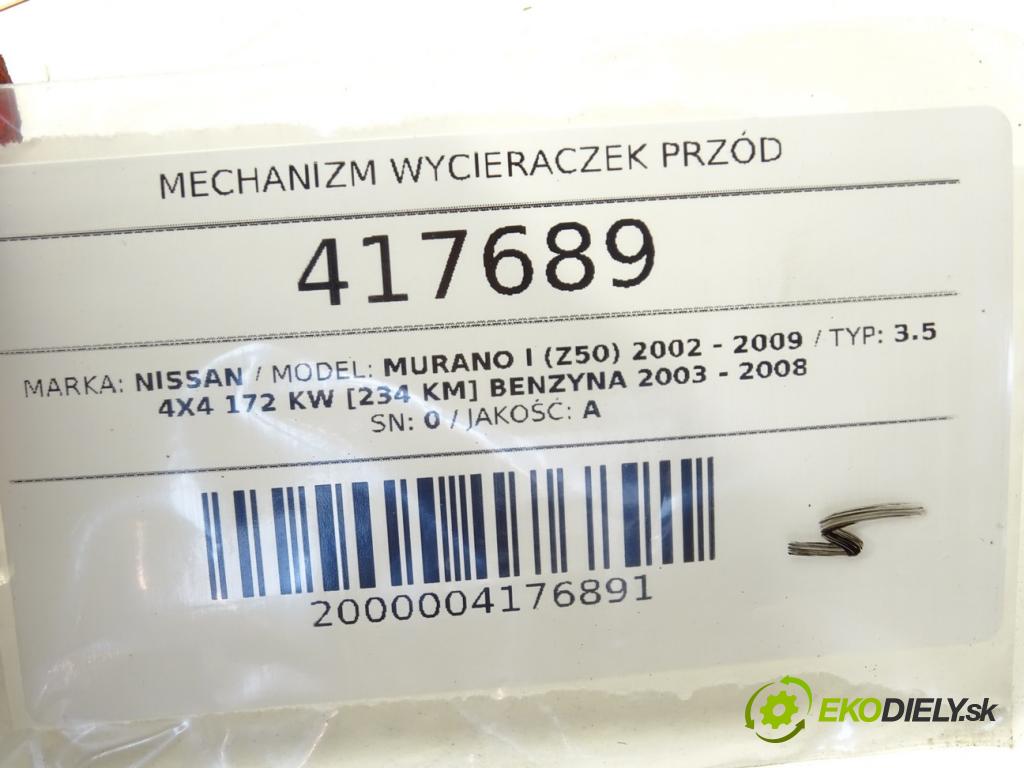 MECHANIZM WYCIERACZEK PRZÓD
417689
MARKA: NISSAN / MODEL: MURANO I (Z50) 2002 - 2009 / TYP: 3.5
4X4 172 KW [234 KM] BENZYNA 2003 - 2008
SN: 0 / JAKOŚĆ: A
2000004176891
EKODIELY.sk